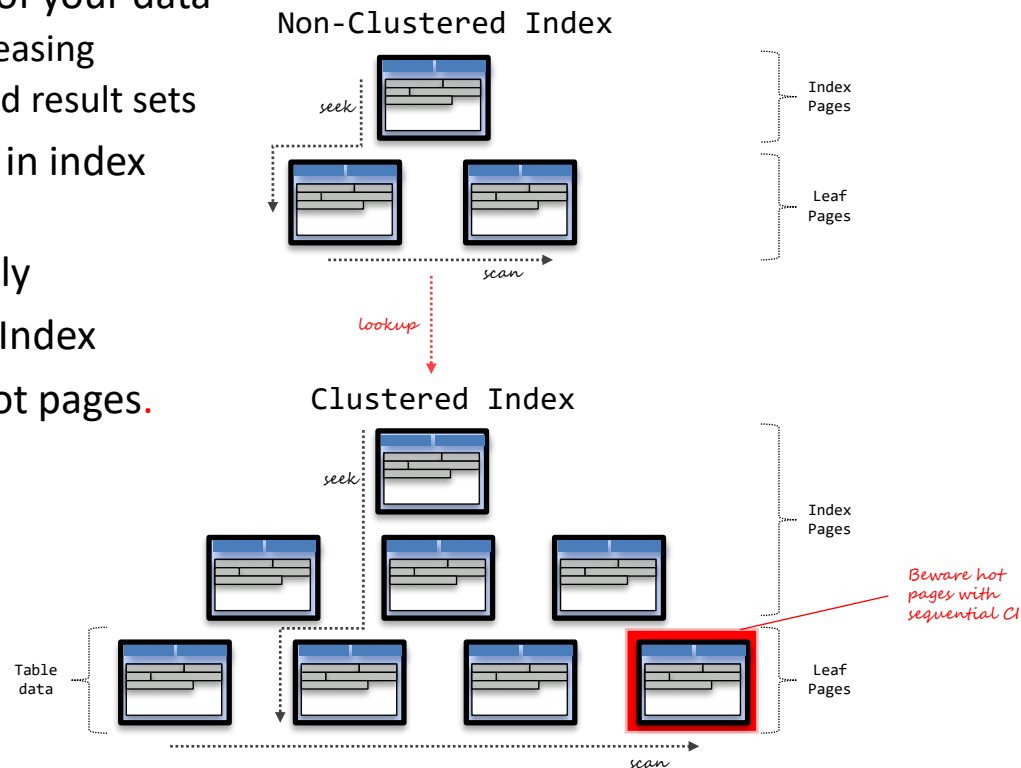 of your data
easing
d result sets
in index
ly
Index
ot pages.
Non-Clustered Index
seek
Index
Pages
Leaf
Pages
scan
lookup
Clustered Index
seek
Index
Pages
Beware hot
pages with
sequential CI
Table
data
Leaf
Pages
scan